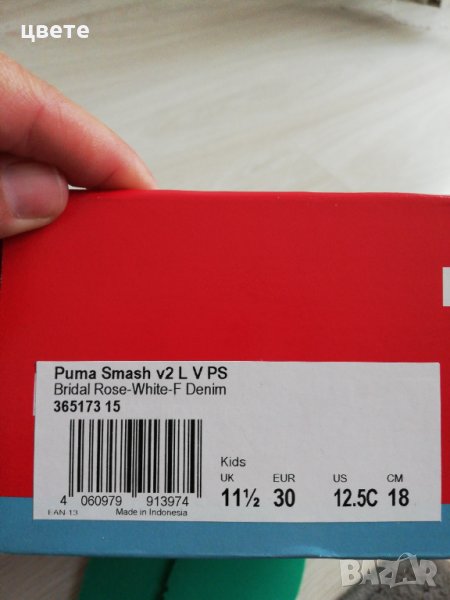 цвете
Puma Smash v2 L V PS
Bridal Rose-White-F Denim
365173 15
Kids
UK EUR US CM
11½ 30 12.5C 18
4 060979 913974
EAN 13 Made in Indonesia
BAZAR